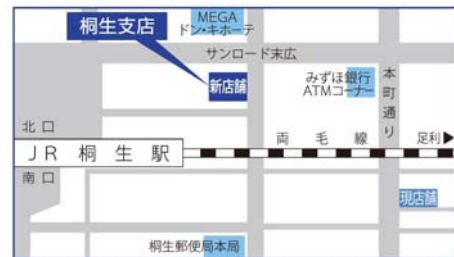 MEGA
ドン・キホーテ
桐生支店
サンロード末広
新店舗
みずほ銀行
ATMコーナー
本町通り
北口
両毛線
足利▶
JR桐生駅
南口
現店舗
桐生郵便局本局